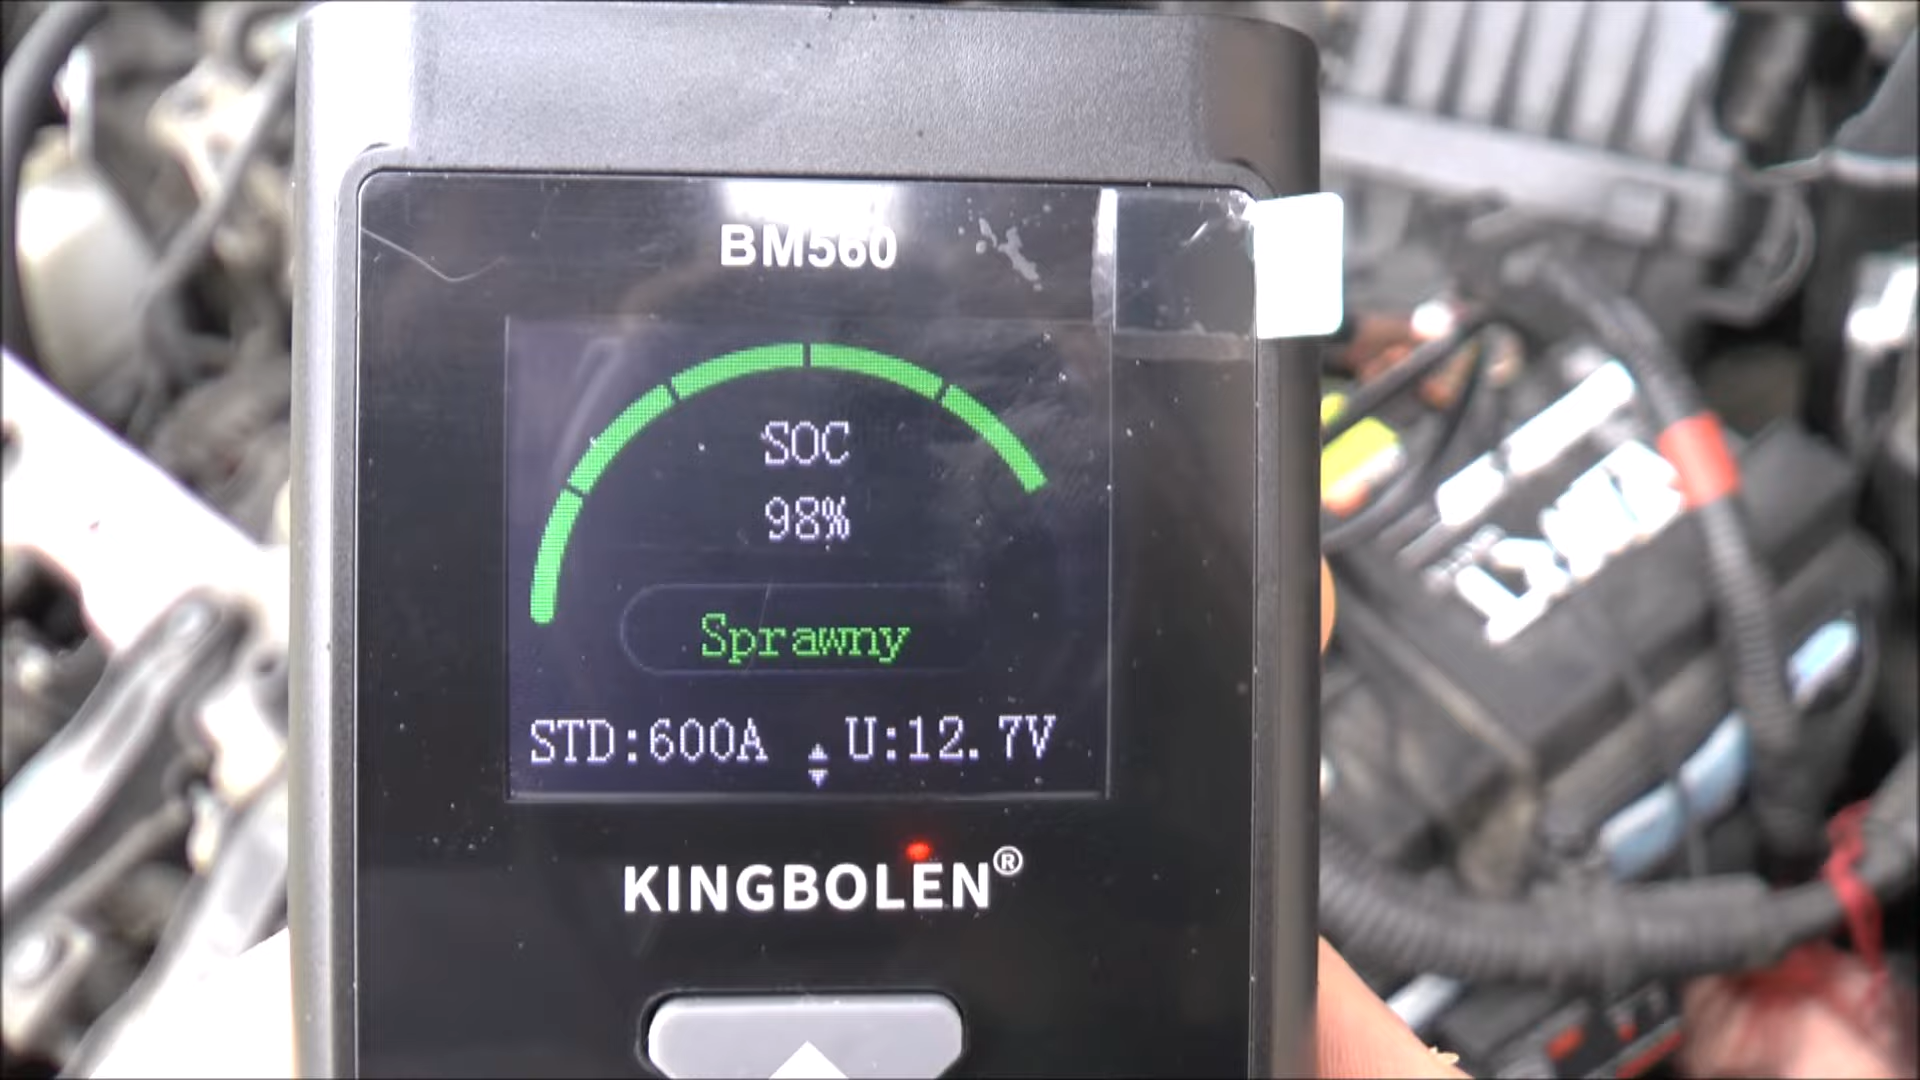 BM560
SOC
98%
Sprawny
STD:600A U:12.7V
KINGBOLEN®